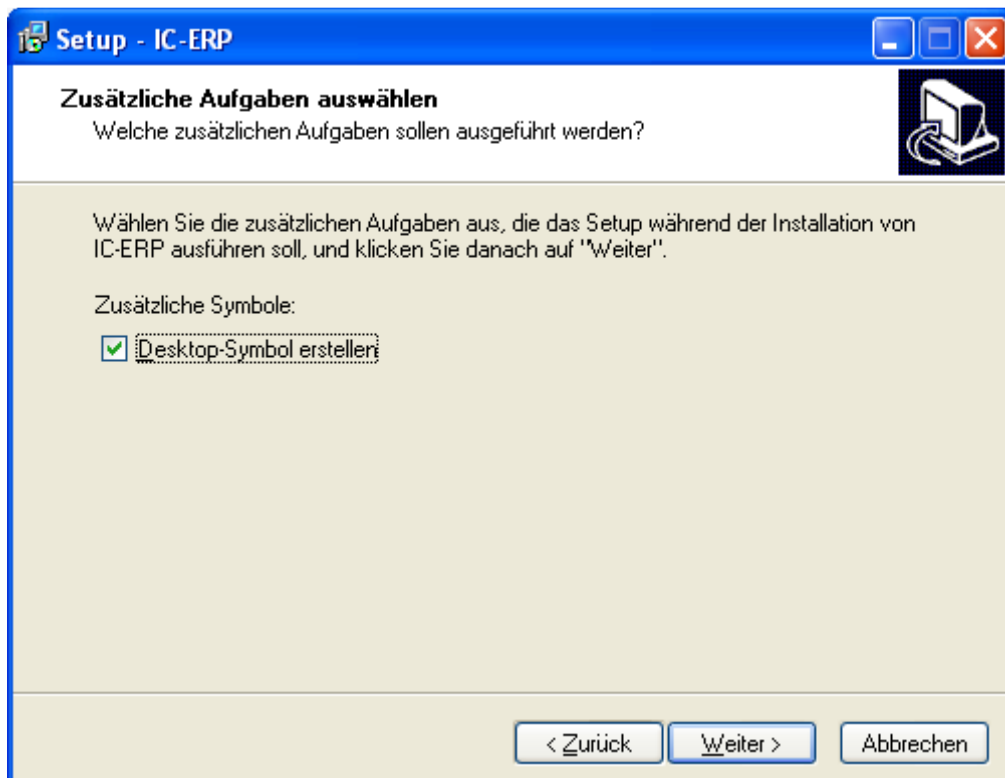 Setup - IC-ERP
Zusätzliche Aufgaben auswählen
Welche zusätzlichen Aufgaben sollen ausgeführt werden?
Wählen Sie die zusätzlichen Aufgaben aus, die das Setup während der Installation von
IC-ERP ausführen soll, und klicken Sie danach auf "Weiter".
Zusätzliche Symbole:
Desktop-Symbol erstellen
< Zurück
Weiter >
Abbrechen